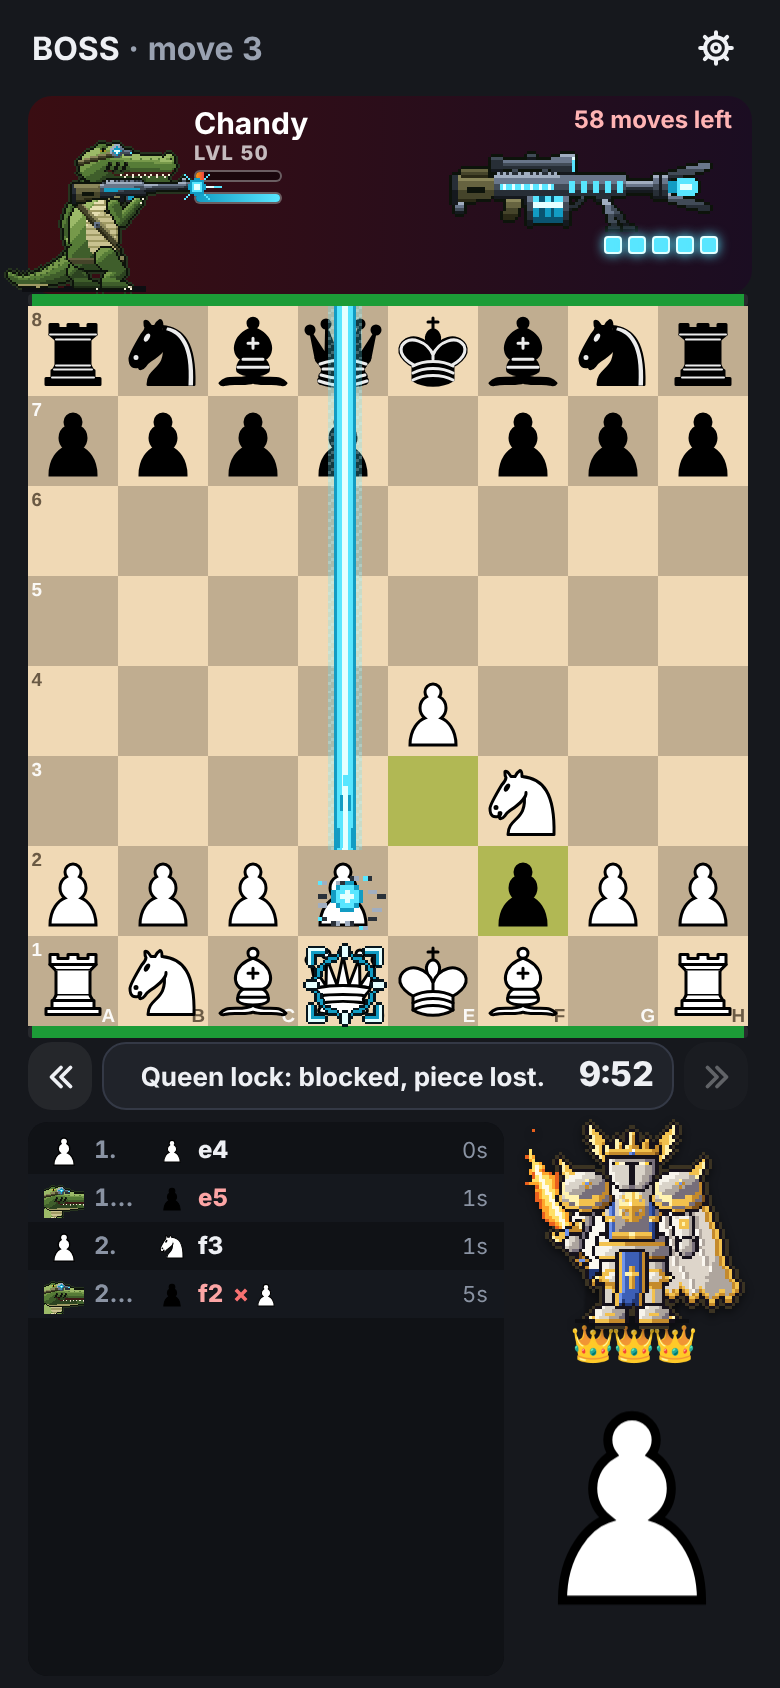 BOSS · move 3
Chandy
58 moves left
LVL 50
8
7
6
5
4
3
2
1
A B C E F G H
Queen lock: blocked, piece lost. 9:52
1. e4 0s
1... e5 1s
2. f3 1s
2... f2 × 5s